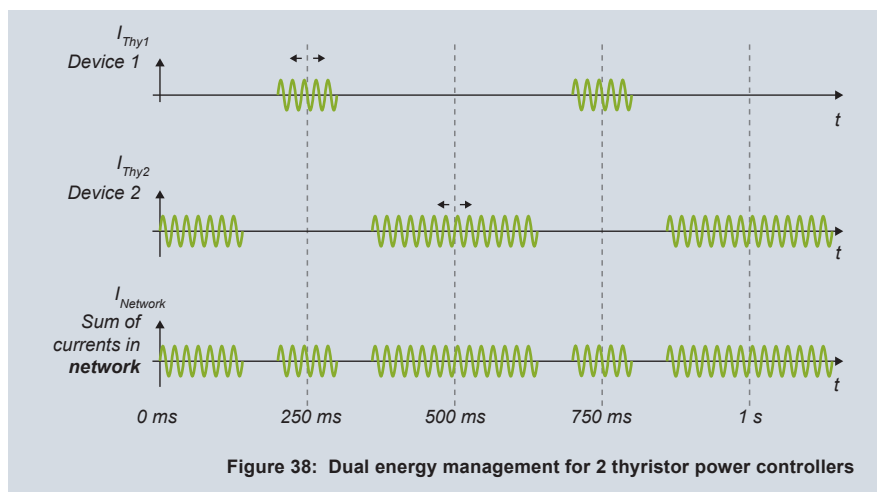 I_Thy1
Device 1
t
I_Thy2
Device 2
t
I_Network
Sum of
currents in
network
t
0 ms 250 ms 500 ms 750 ms 1 s
Figure 38: Dual energy management for 2 thyristor power controllers